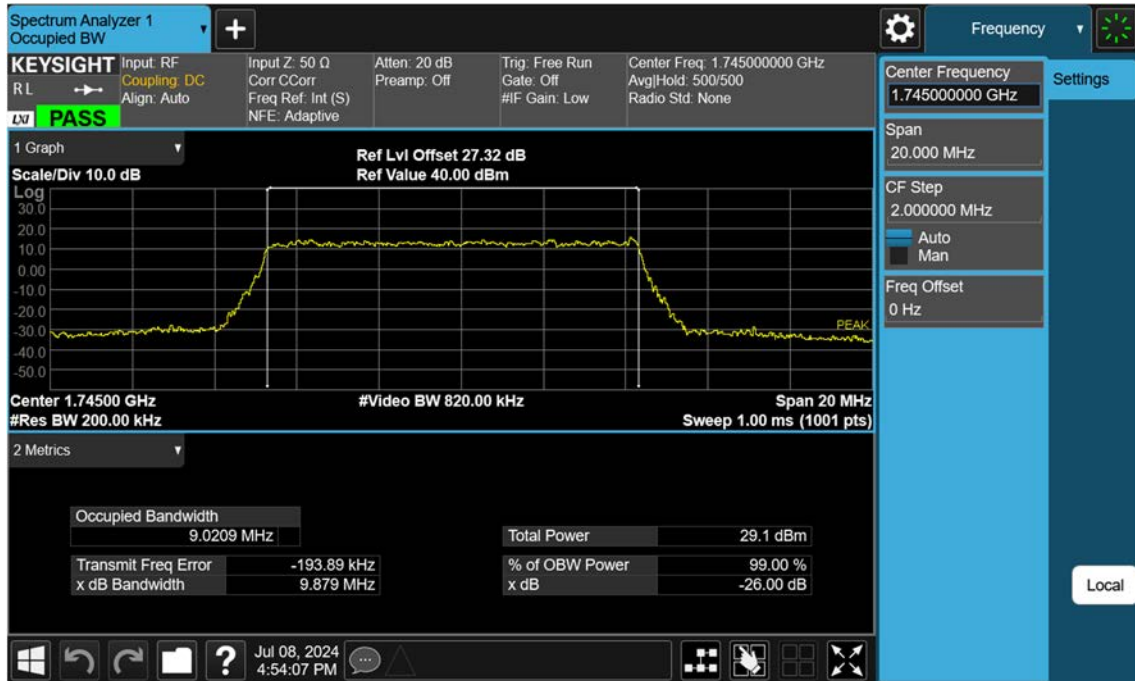 Spectrum Analyzer 1
Occupied BW
+
Frequency
KEYSIGHT
R L
LXI
PASS
Input: RF
Coupling: DC
Align: Auto
Input Z: 50 Ω
Corr CCorr
Freq Ref: Int (S)
NFE: Adaptive
Atten: 20 dB
Preamp: Off
Trig: Free Run
Gate: Off
#IF Gain: Low
Center Freq: 1.745000000 GHz
Avg|Hold: 500/500
Radio Std: None
Center Frequency
1.745000000 GHz
Settings
Span
20.000 MHz
CF Step
2.000000 MHz
Auto
Man
Freq Offset
0 Hz
1 Graph
Scale/Div 10.0 dB
Ref Lvl Offset 27.32 dB
Ref Value 40.00 dBm
Log
30.0
20.0
10.0
0.00
-10.0
-20.0
-30.0
-40.0
-50.0
PEAK
Center 1.74500 GHz
#Res BW 200.00 kHz
#Video BW 820.00 kHz
Span 20 MHz
Sweep 1.00 ms (1001 pts)
2 Metrics
Occupied Bandwidth
9.0209 MHz
Total Power 29.1 dBm
Transmit Freq Error -193.89 kHz
% of OBW Power 99.00 %
x dB Bandwidth 9.879 MHz
x dB -26.00 dB
Local
?
Jul 08, 2024
4:54:07 PM